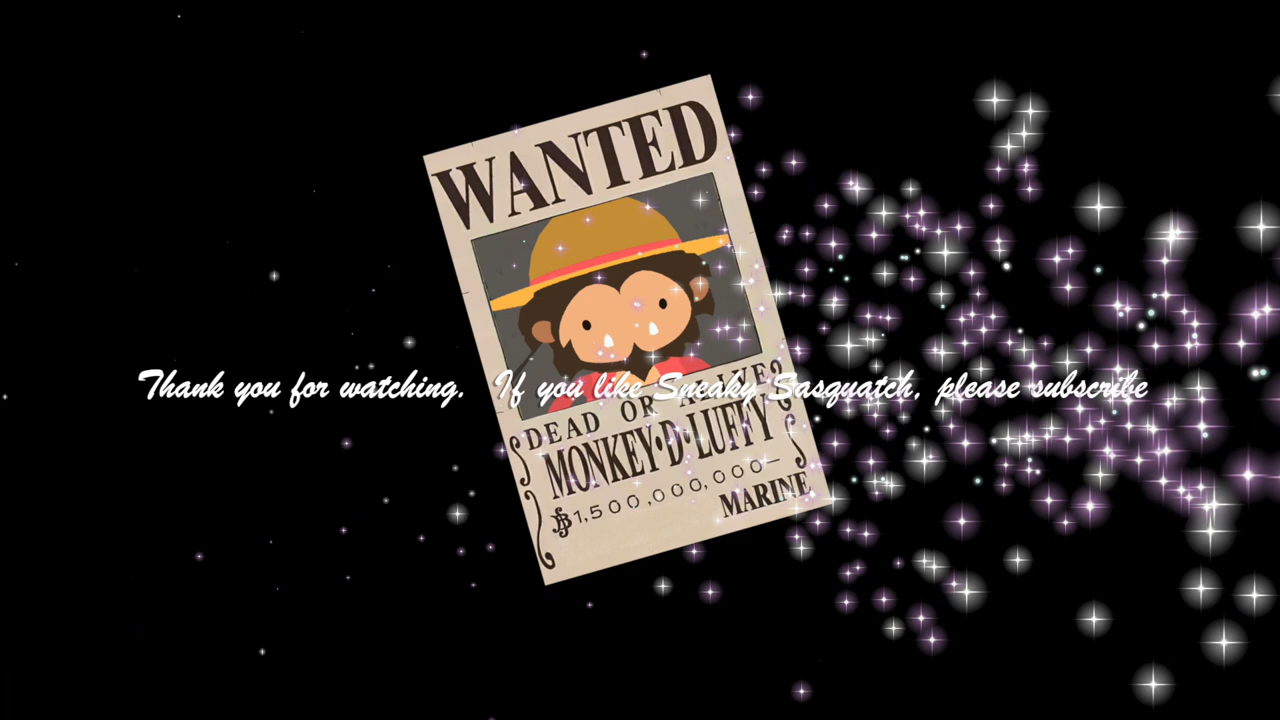 WANTED
Thank you for watching. If you like Sneaky Sasquatch, please subscribe
DEAD OR ALIVE
MONKEY·D·LUFFY
฿1,500,000,000-
MARINE